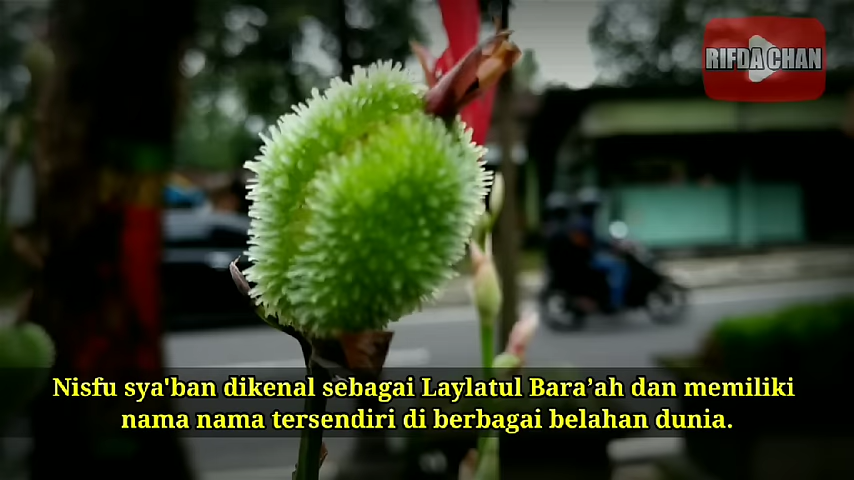 RIFDA CHAN
Nisfu sya'ban dikenal sebagai Laylatul Bara’ah dan memiliki
nama nama tersendiri di berbagai belahan dunia.